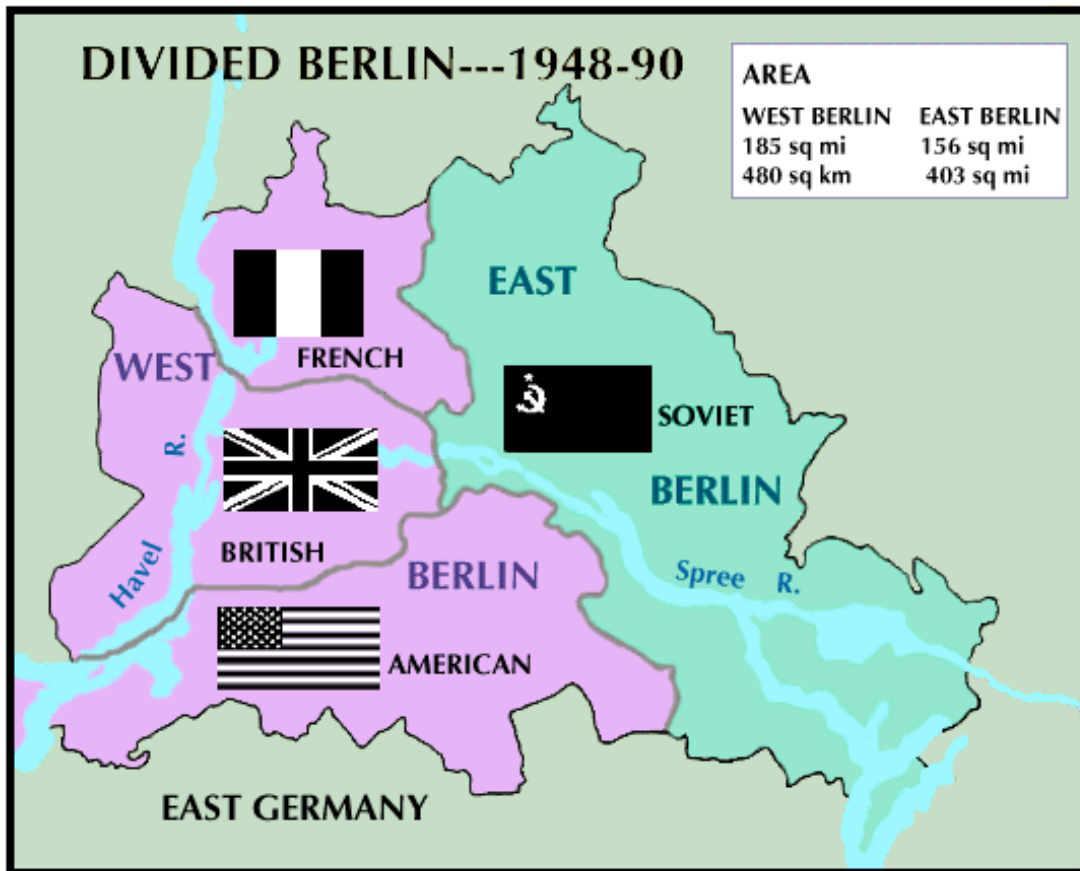 DIVIDED BERLIN---1948-90
AREA
WEST BERLIN EAST BERLIN
185 sq mi 156 sq mi
480 sq km 403 sq mi
EAST
WEST
FRENCH
SOVIET
R.
BERLIN
BRITISH
Havel
BERLIN
Spree R.
AMERICAN
EAST GERMANY